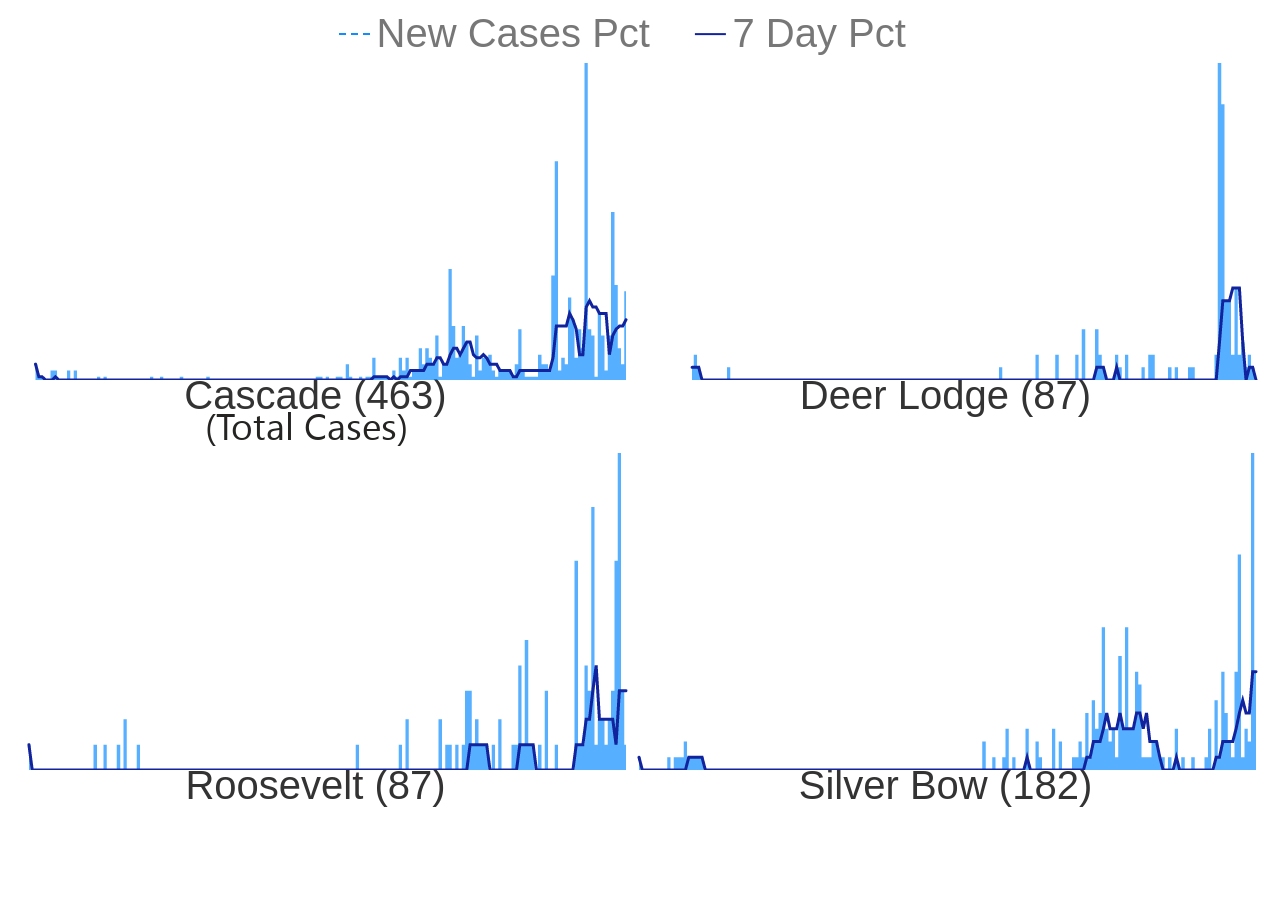 New Cases Pct 7 Day Pct
Cascade (463) Deer Lodge (87)
(Total Cases)
Roosevelt (87) Silver Bow (182)